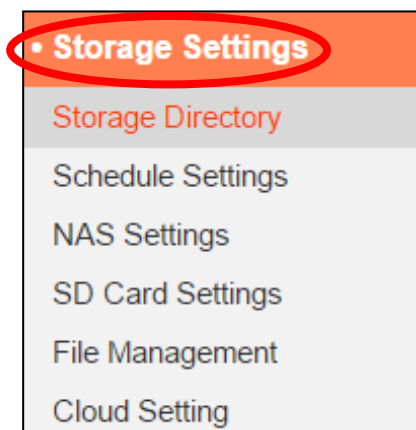 • Storage Settings
Storage Directory
Schedule Settings
NAS Settings
SD Card Settings
File Management
Cloud Setting